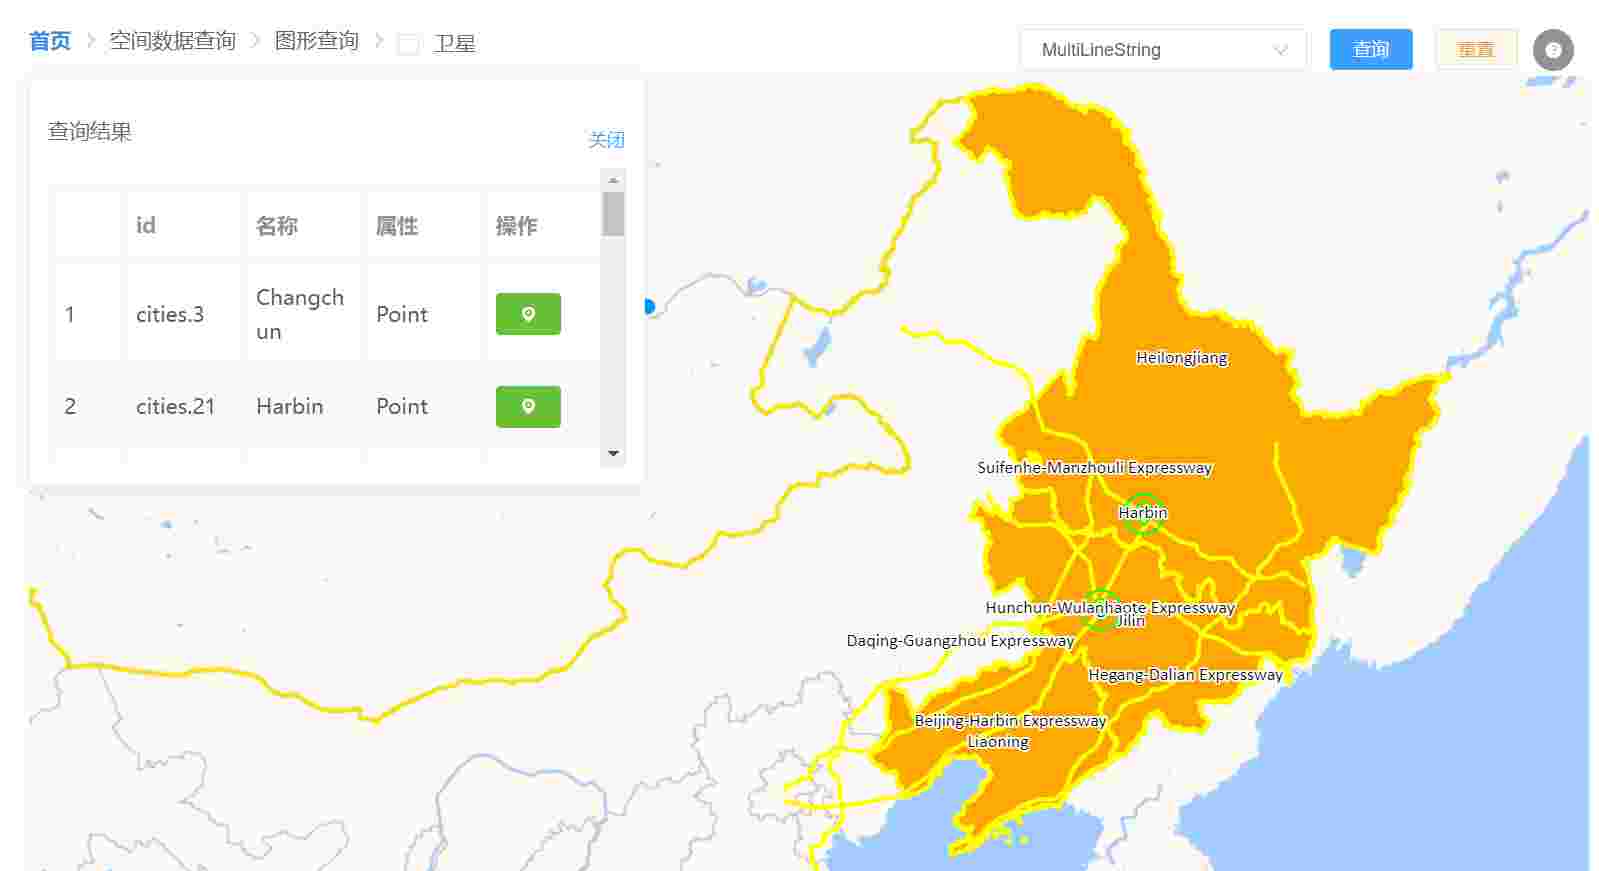 首页 空间数据查询 图形查询 卫星 MultiLineString 查询 重置
查询结果
关闭
id 名称 属性 操作
1 cities.3 Changch
un Point
2 cities.21 Harbin Point
Heilongjiang
Suifenhe-Manzhouli Expressway
Harbin
Hunchun-Wulanhaote Expressway
Jilin
Daqing-Guangzhou Expressway
Hegang-Dalian Expressway
Beijing-Harbin Expressway
Liaoning